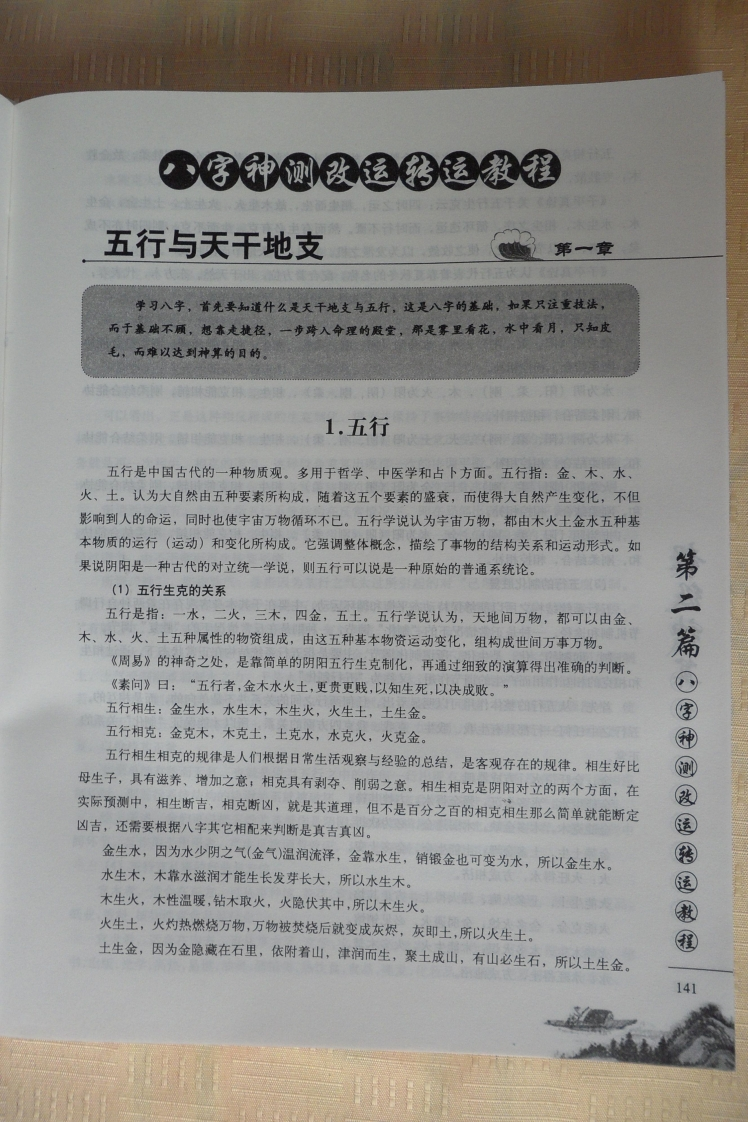 八字神测改运转运教程
五行与天干地支
第一章
学习八字，首先要知道什么是天干地支与五行，这是八字的基础，如果只注重技法，
而于基础不顾，想靠走捷径，一步跨入命理的殿堂，那是雾里看花，水中看月，只知皮
毛，而难以达到神算的目的。
1.五行
五行是中国古代的一种物质观。多用于哲学、中医学和占卜方面。五行指：金、木、水、
火、土。认为大自然由五种要素所构成，随着这五个要素的盛衰，而使得大自然产生变化，不但
影响到人的命运，同时也使宇宙万物循环不已。五行学说认为宇宙万物，都由木火土金水五种基
本物质的运行（运动）和变化所构成。它强调整体概念，描绘了事物的结构关系和运动形式。如
果说阴阳是一种古代的对立统一学说，则五行可以说是一种原始的普通系统论。
（1）五行生克的关系
五行是指：一水，二火，三木，四金，五土。五行学说认为，天地间万物，都可以由金、
木、水、火、土五种属性的物资组成，由这五种基本物资运动变化，组构成世间万事万物。
《周易》的神奇之处，是靠简单的阴阳五行生克制化，再通过细致的演算得出准确的判断。
《素问》曰：“五行者，金木水火土，更贵更贱，以知生死，以决成败。”
五行相生：金生水，水生木，木生火，火生土，土生金。
五行相克：金克木，木克土，土克水，水克火，火克金。
五行相生相克的规律是人们根据日常生活观察与经验的总结，是客观存在的规律。相生好比
母生子，具有滋养、增加之意；相克具有剥夺、削弱之意。相生相克是阴阳对立的两个方面，在
实际预测中，相生断吉，相克断凶，就是其道理，但不是百分之百的相克相生那么简单就能断定
凶吉，还需要根据八字其它相配来判断是真吉真凶。
金生水，因为水少阴之气(金气)温润流泽，金靠水生，销锻金也可变为水，所以金生水。
水生木，木靠水滋润才能生长发芽长大，所以水生木。
木生火，木性温暖，钻木取火，火隐伏其中，所以木生火。
火生土，火灼热燃烧万物，万物被焚烧后就变成灰烬，灰即土，所以火生土。
土生金，因为金隐藏在石里，依附着山，津润而生，聚土成山，有山必生石，所以土生金。
第二篇
八字神测改运转运教程
141